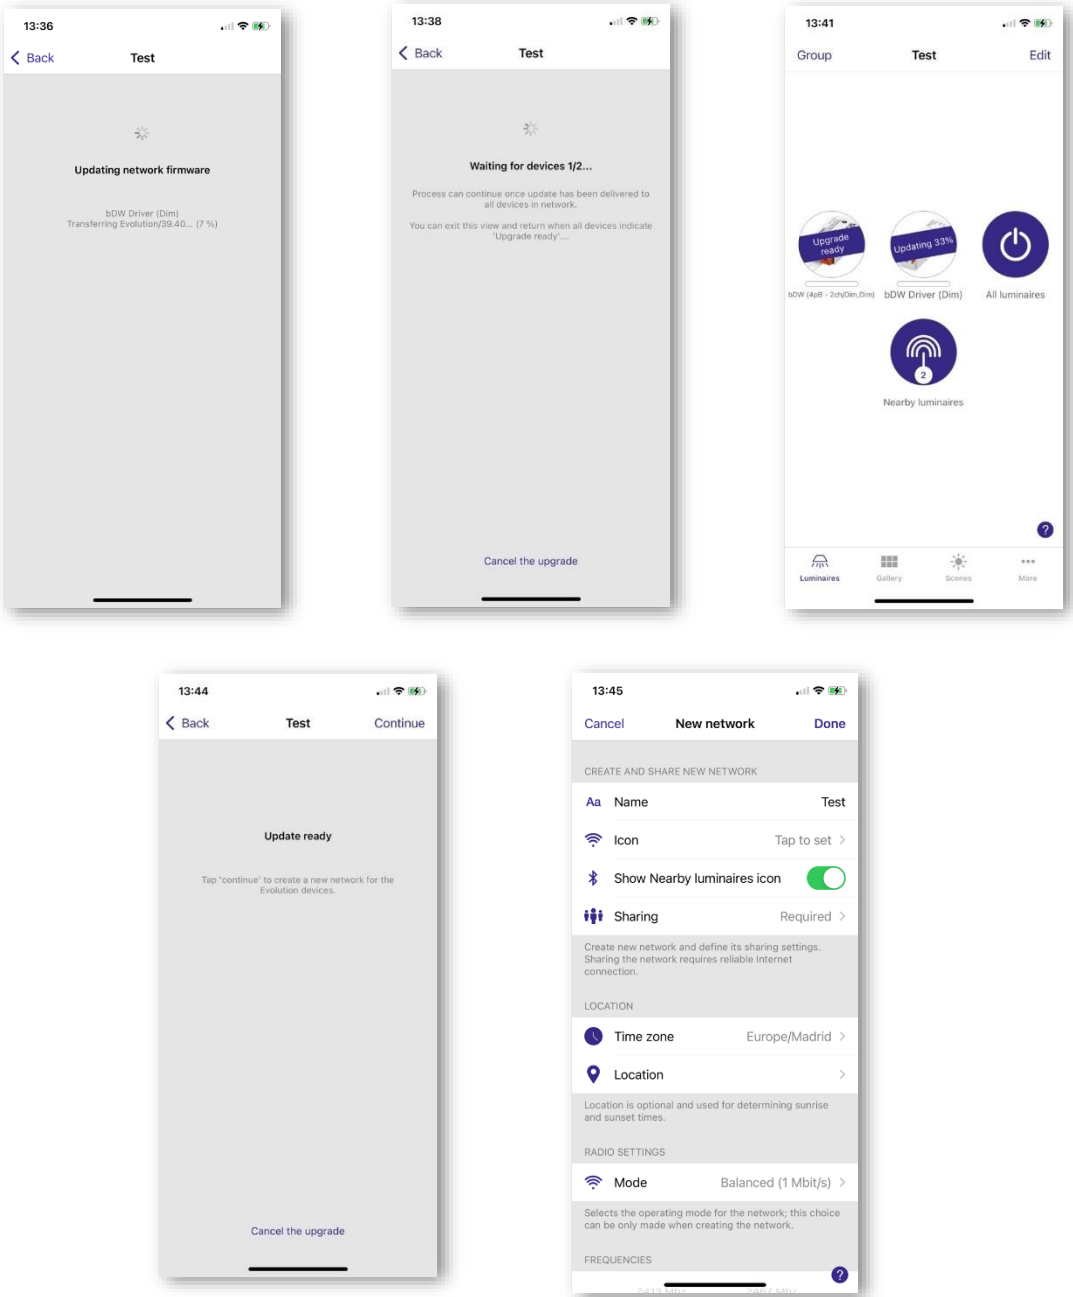 13:36
Back
Test
Updating network firmware
bDW Driver (Dim)
Transferring Evolution/39.40... (7 %)
13:38
Back
Test
Waiting for devices 1/2...
Process can continue once update has been delivered to
all devices in network.
You can exit this view and return when all devices indicate
'Upgrade ready'....
Cancel the upgrade
13:41
Group
Test
Edit
Upgrade
ready
Updating 33%
bDW (4pB - 2ch/Dim,Dim)
bDW Driver (Dim)
All luminaires
2
Nearby luminaires
?
Luminaires
Gallery
Scenes
More
13:44
Back
Test
Continue
Update ready
Tap 'continue' to create a new network for the
Evolution devices.
Cancel the upgrade
13:45
Cancel
New network
Done
CREATE AND SHARE NEW NETWORK
Aa Name Test
Icon Tap to set
Show Nearby luminaires icon
Sharing Required
Create new network and define its sharing settings.
Sharing the network requires reliable Internet
connection.
LOCATION
Time zone Europe/Madrid
Location
Location is optional and used for determining sunrise
and sunset times.
RADIO SETTINGS
Mode Balanced (1 Mbit/s)
Selects the operating mode for the network; this choice
can be only made when creating the network.
FREQUENCIES
?
2413 Mhz 2467 Mhz